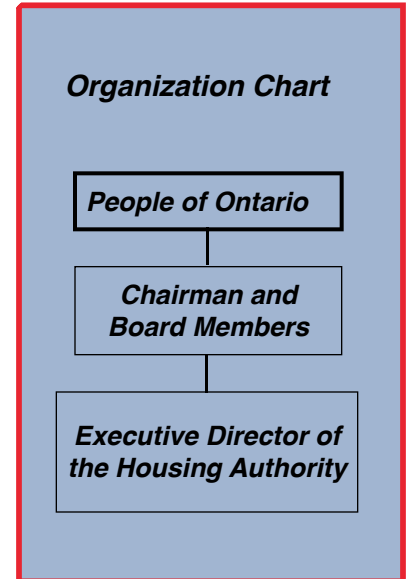 Organization Chart
People of Ontario
Chairman and
Board Members
Executive Director of
the Housing Authority